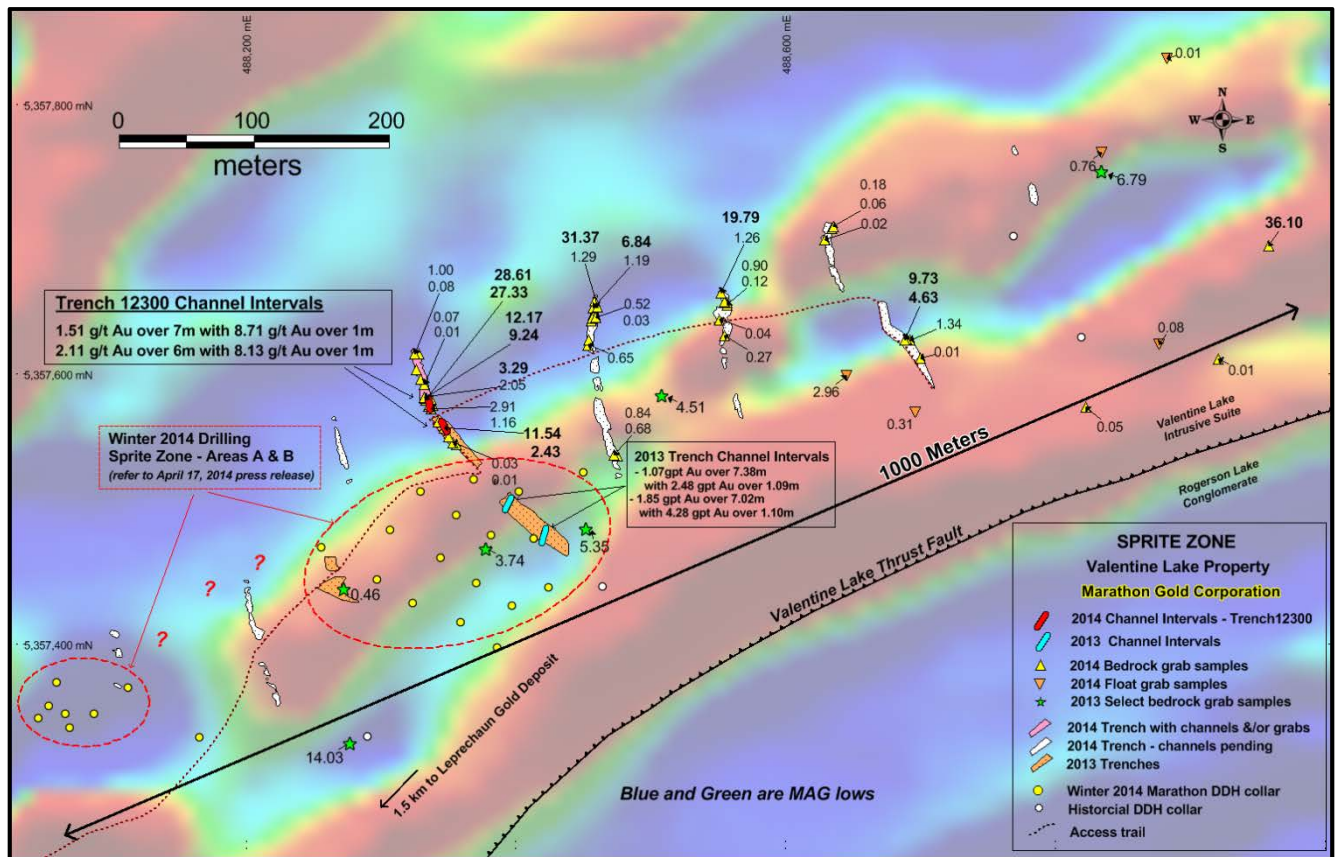 488,200 mE
488,600 mE
5,357,800 mN
0 100 200
meters
0.01
N
W E
S
0.76
6.79
0.18
0.06
0.02
19.79
1.26
0.90
0.12
0.04
0.27
31.37
1.29
6.84
1.19
0.52
0.03
0.65
36.10
9.73
4.63
1.34
0.01
1.00
0.08
0.07
0.01
28.61
27.33
12.17
9.24
3.29
2.05
2.91
1.16
11.54
2.43
0.03
0.01
Trench 12300 Channel Intervals
1.51 g/t Au over 7m with 8.71 g/t Au over 1m
2.11 g/t Au over 6m with 8.13 g/t Au over 1m
5,357,600 mN
4.51
2.96
0.31
0.08
0.01
0.05
0.84
0.68
Winter 2014 Drilling
Sprite Zone - Areas A & B
(refer to April 17, 2014 press release)
2013 Trench Channel Intervals
- 1.07gpt Au over 7.38m
with 2.48 gpt Au over 1.09m
- 1.85 gpt Au over 7.02m
with 4.28 gpt Au over 1.10m
1000 Meters
Valentine Lake
Intrusive Suite
Rogerson Lake
Conglomerate
Valentine Lake Thrust Fault
3.74
5.35
0.46
?
?
?
5,357,400 mN
14.03
1.5 km to Leprechaun Gold Deposit
Blue and Green are MAG lows
SPRITE ZONE
Valentine Lake Property
Marathon Gold Corporation
2014 Channel Intervals - Trench12300
2013 Channel Intervals
2014 Bedrock grab samples
2014 Float grab samples
2013 Select bedrock grab samples
2014 Trench with channels &/or grabs
2014 Trench - channels pending
2013 Trenches
Winter 2014 Marathon DDH collar
Historcial DDH collar
Access trail